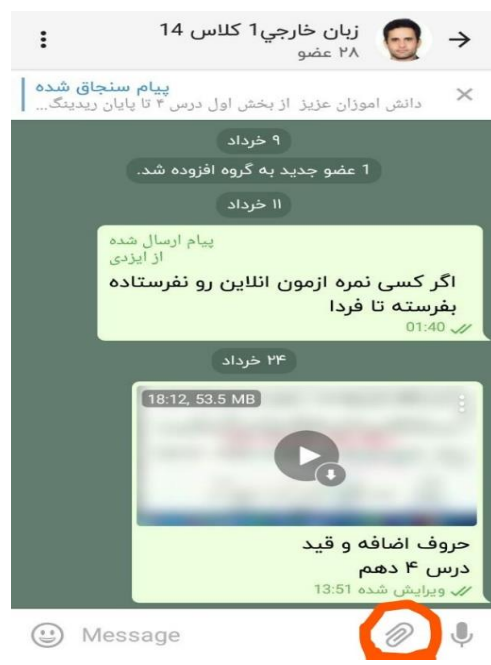 زبان خارجي1 کلاس 14
۲۸ عضو
پیام سنجاق شده
دانش اموزان عزیز از بخش اول درس ۴ تا پایان ریدینگ...
۹ خرداد
1 عضو جدید به گروه افزوده شد.
۱۱ خرداد
پیام ارسال شده
از ایزدی
اگر کسی نمره ازمون انلاین رو نفرستاده
بفرسته تا فردا
01:40
۲۴ خرداد
18:12, 53.5 MB
حروف اضافه و قید
درس ۴ دهم
ویرایش شده 13:51
Message